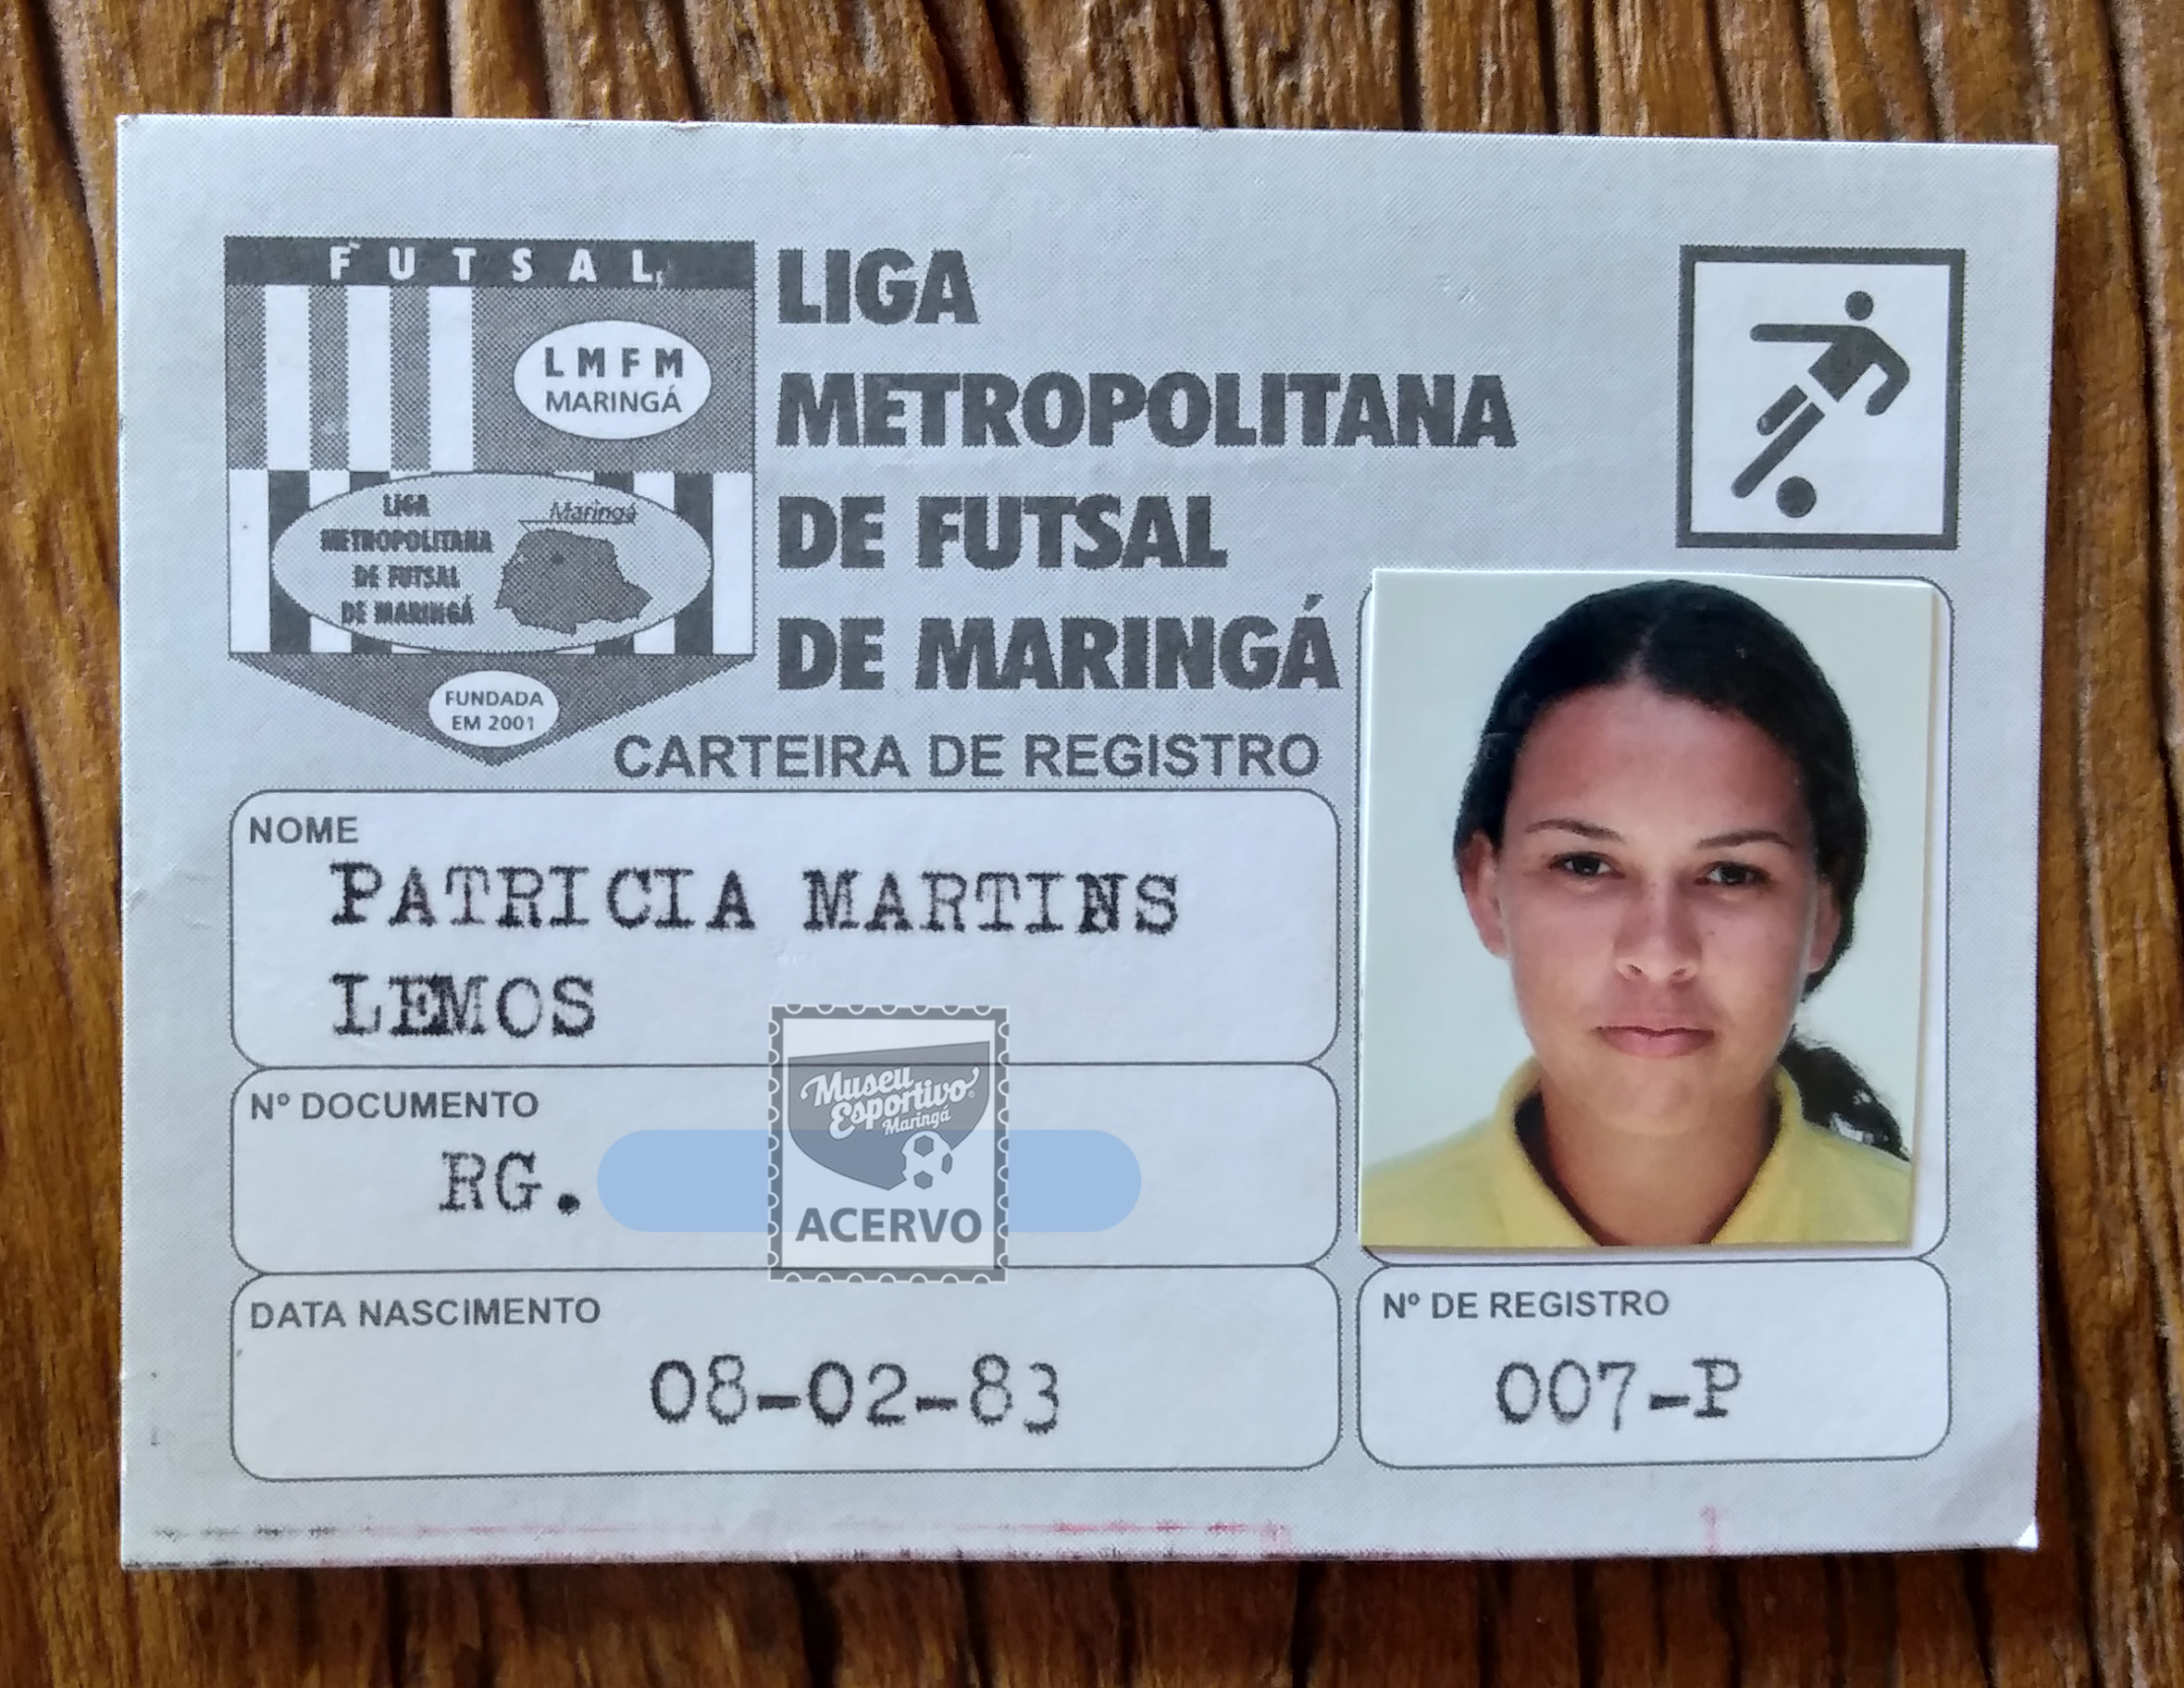 FUTSAL
LMFM
MARINGÁ
LIGA
METROPOLITANA
DE FUTSAL
DE MARINGÁ
Maringá
FUNDADA
EM 2001
LIGA
METROPOLITANA
DE FUTSAL
DE MARINGÁ
CARTEIRA DE REGISTRO
NOME
PATRICIA MARTINS
LEMOS
Nº DOCUMENTO
RG.
Museu
Esportivo
Maringá
ACERVO
DATA NASCIMENTO
08-02-83
Nº DE REGISTRO
007-P